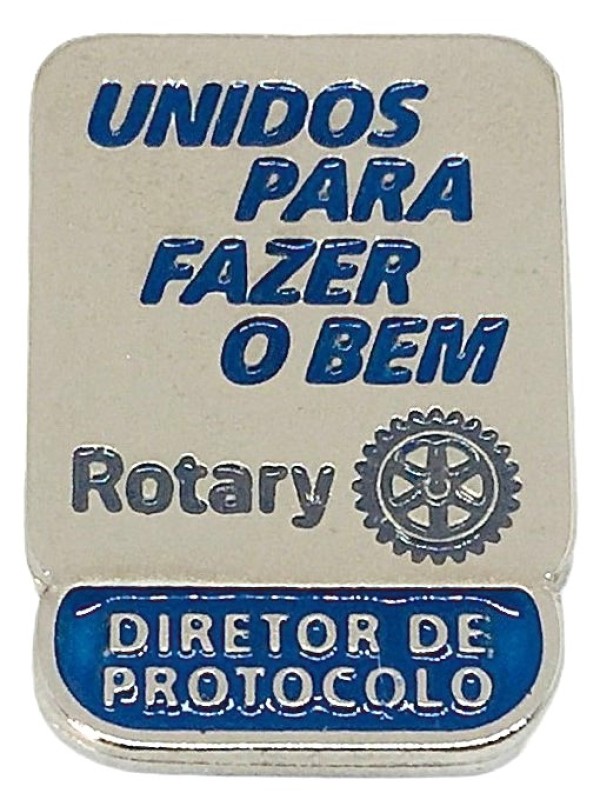 UNIDOS
PARA
FAZER
O BEM
Rotary
DIRETOR DE
PROTOCOLO